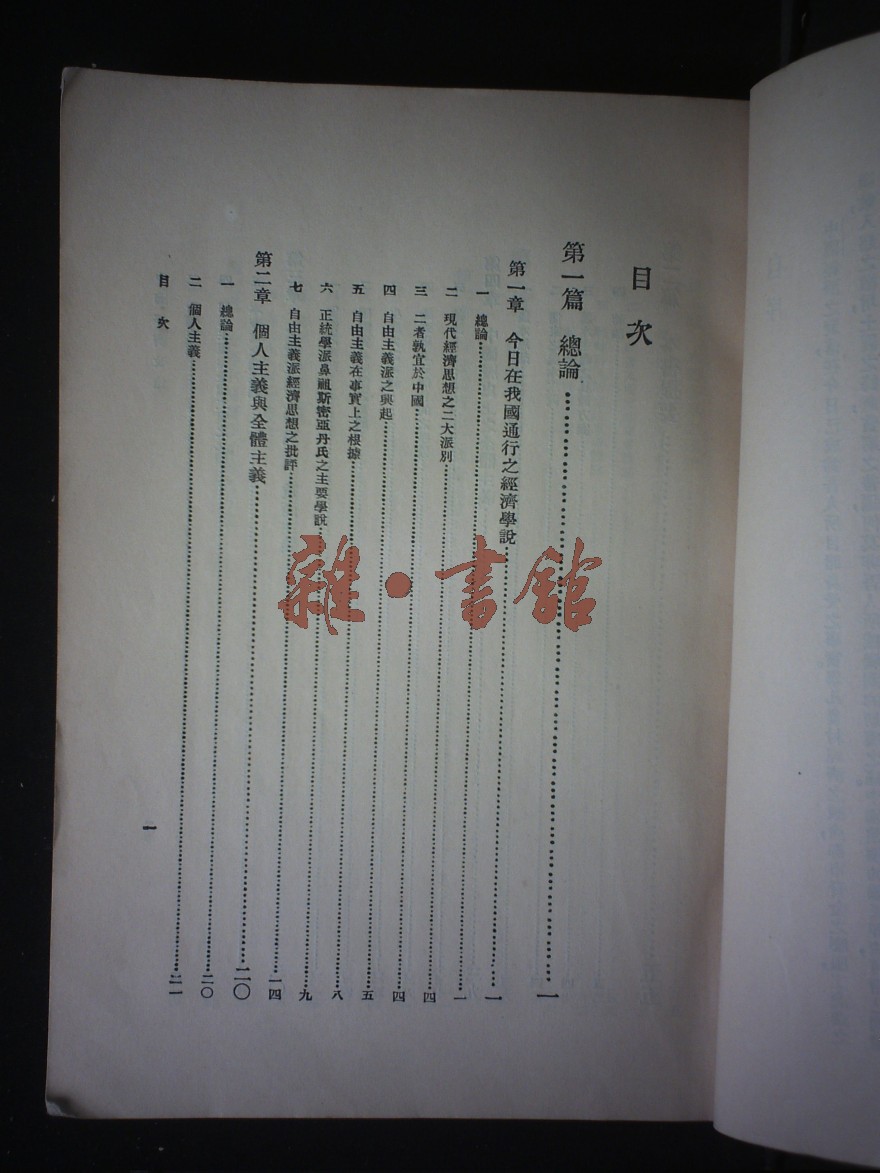 目次
第一篇 總論……一
第一章 今日在我國通行之經濟學說……一
一 總論……一
二 現代經濟思想之二大派別……四
三 二者孰宜於中國……四
四 自由主義派之興起……五
五 自由主義在事實上之根據……八
六 正統學派鼻祖斯密亞丹氏之主要學說……九
七 自由主義派經濟思想之批評……一四
第二章 個人主義與全體主義……二〇
一 總論……二〇
二 個人主義……二一
目次
一
雜·書館